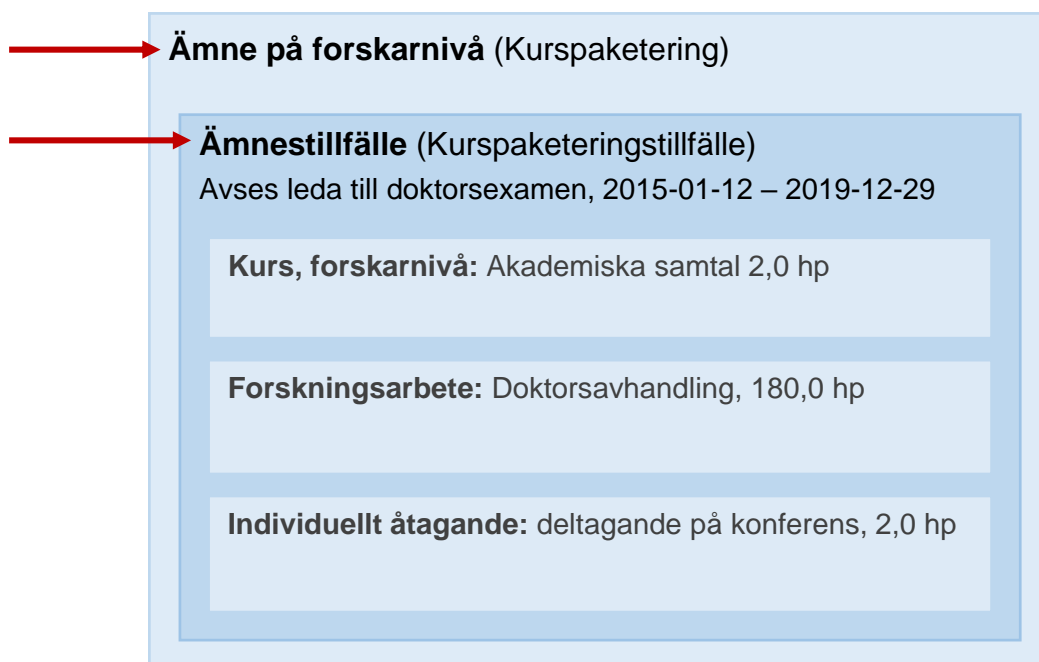 Ämne på forskarnivå (Kurspaketering)
Ämnestillfälle (Kurspaketeringstillfälle)
Avses leda till doktorsexamen, 2015-01-12 – 2019-12-29
Kurs, forskarnivå: Akademiska samtal 2,0 hp
Forskningsarbete: Doktorsavhandling, 180,0 hp
Individuellt åtagande: deltagande på konferens, 2,0 hp